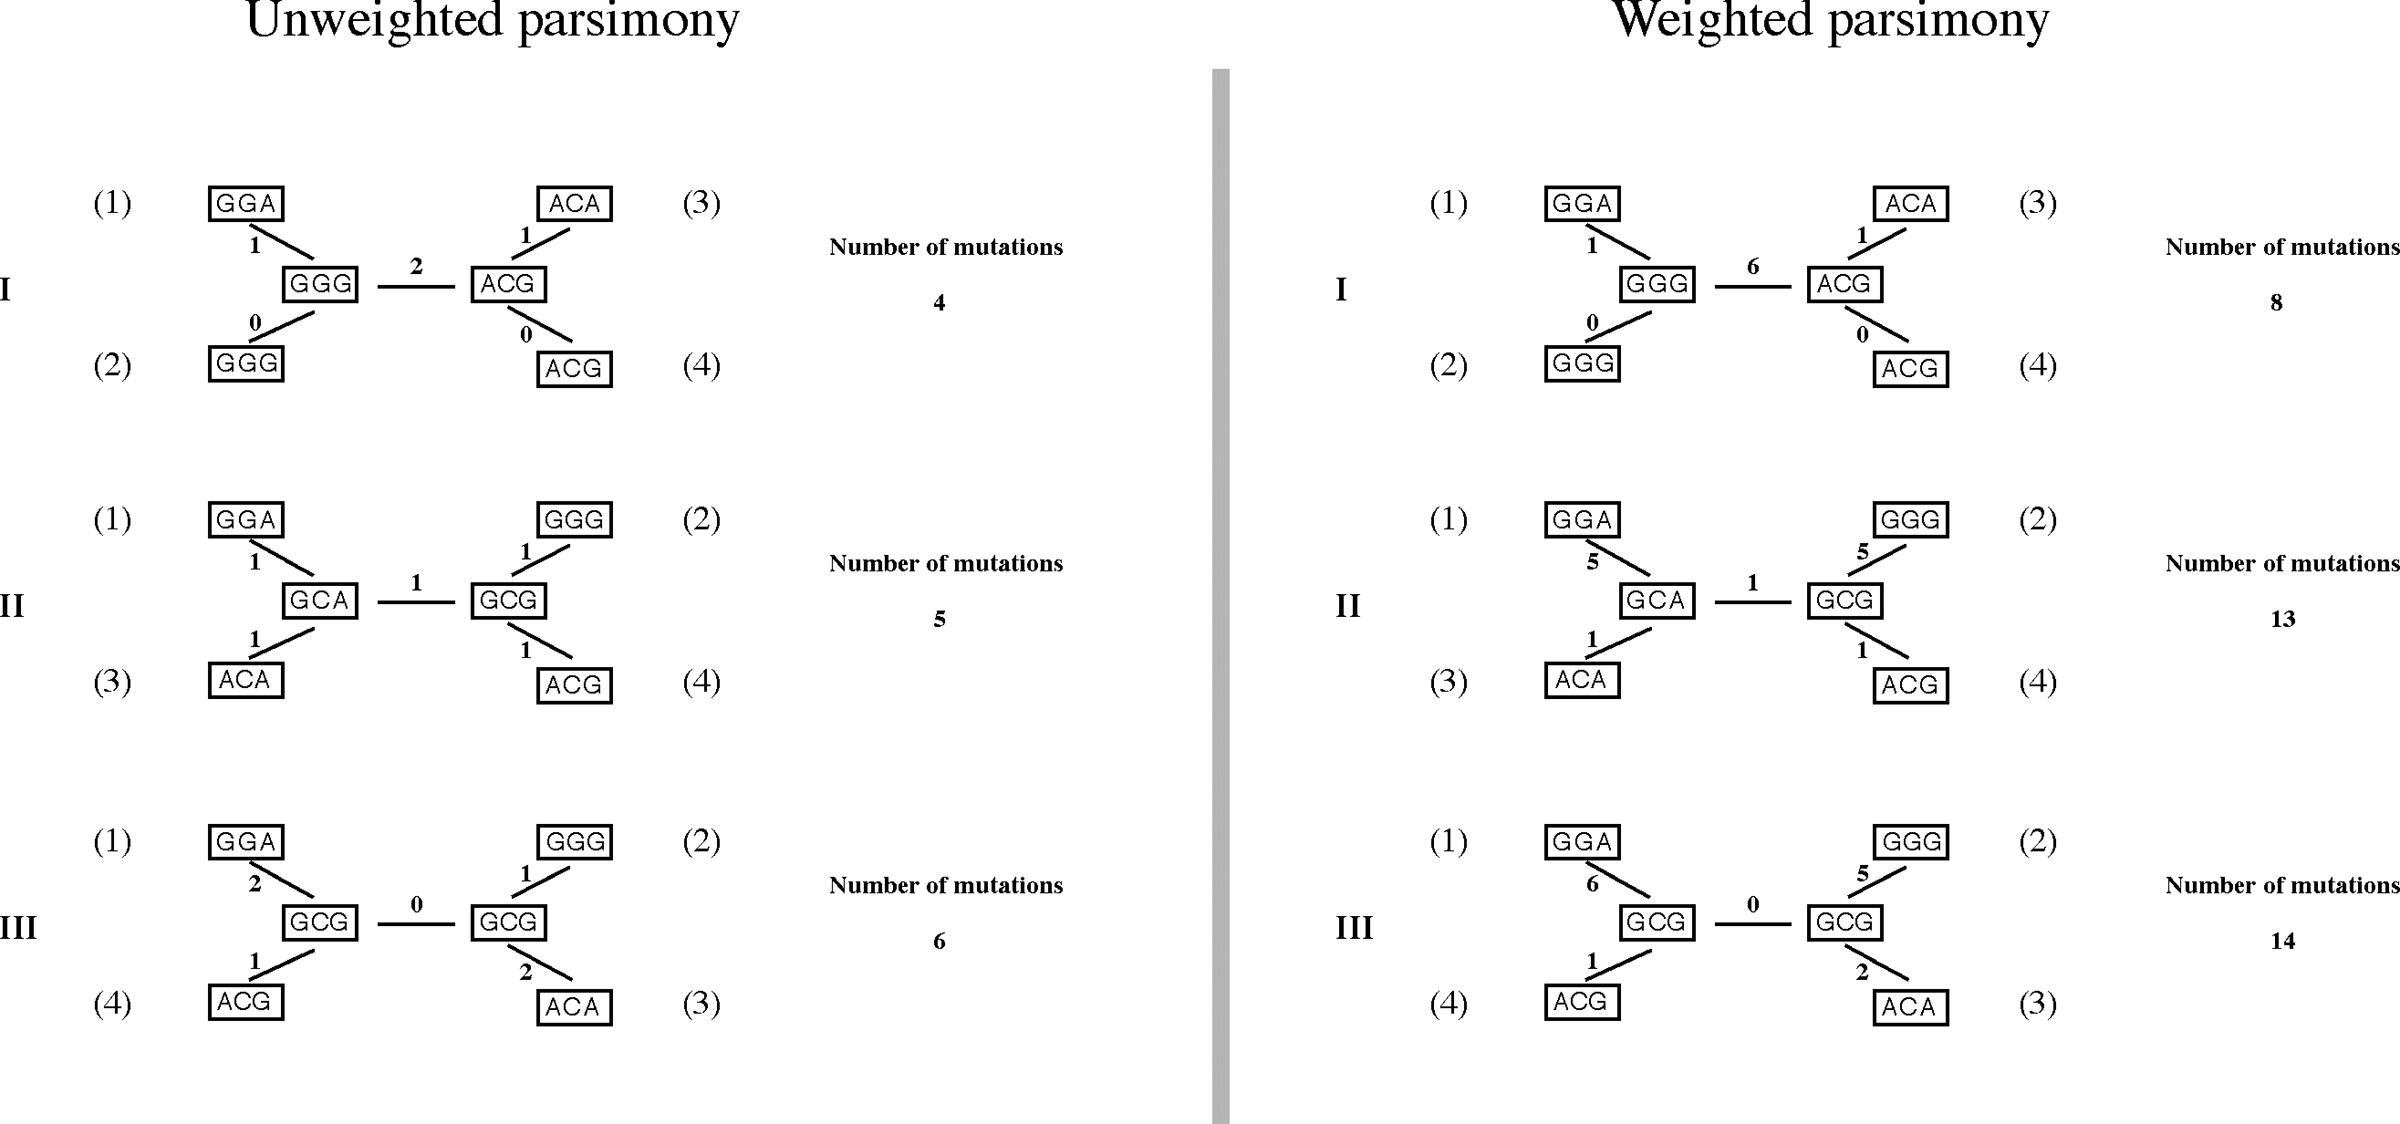 Unweighted parsimony
(1) GGA ACA (3)
1 1
Number of mutations
2
I GGG ACG
4
0 0
(2) GGG ACG (4)
(1) GGA GGG (2)
1 1
Number of mutations
1
II GCA GCG
5
1 1
(3) ACA ACG (4)
(1) GGA GGG (2)
2 1
Number of mutations
0
III GCG GCG
6
1 2
(4) ACG ACA (3)
Weighted parsimony
(1) GGA ACA (3)
1 1
Number of mutations
6
I GGG ACG
8
0 0
(2) GGG ACG (4)
(1) GGA GGG (2)
5 5
Number of mutations
1
II GCA GCG
13
1 1
(3) ACA ACG (4)
(1) GGA GGG (2)
6 5
Number of mutations
0
III GCG GCG
14
1 2
(4) ACG ACA (3)